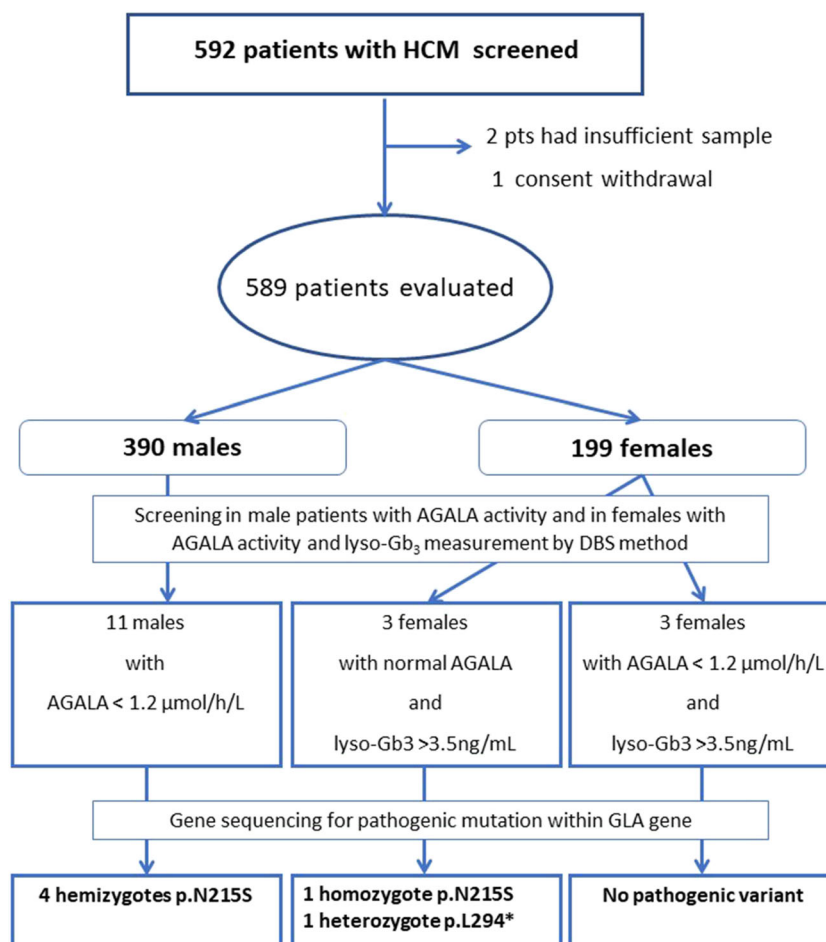 592 patients with HCM screened
2 pts had insufficient sample
1 consent withdrawal
589 patients evaluated
390 males
199 females
Screening in male patients with AGALA activity and in females with
AGALA activity and lyso-Gb₃ measurement by DBS method
11 males
with
AGALA < 1.2 µmol/h/L
3 females
with normal AGALA
and
lyso-Gb3 >3.5ng/mL
3 females
with AGALA < 1.2 µmol/h/L
and
lyso-Gb3 >3.5ng/mL
Gene sequencing for pathogenic mutation within GLA gene
4 hemizygotes p.N215S
1 homozygote p.N215S
1 heterozygote p.L294*
No pathogenic variant